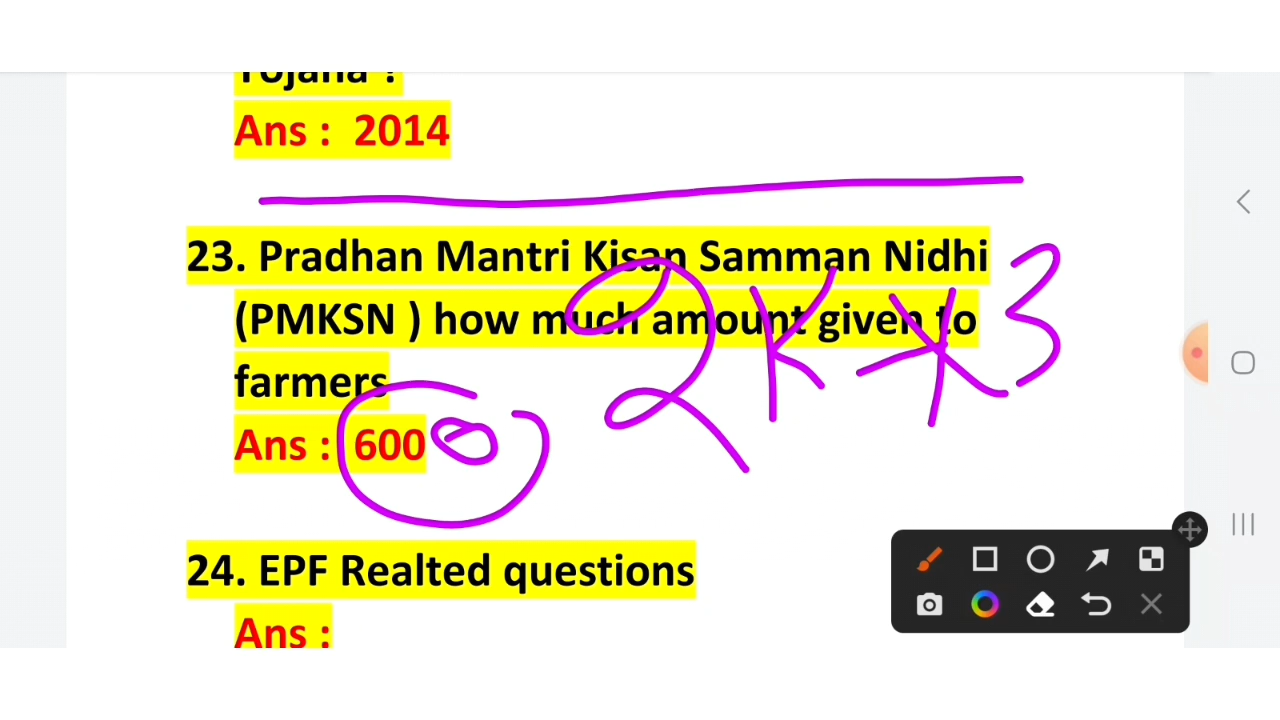 Yojana ?
Ans : 2014
23. Pradhan Mantri Kisan Samman Nidhi
(PMKSN ) how much amount given to
farmers
Ans : 6000
2K x 3
24. EPF Realted questions
Ans :